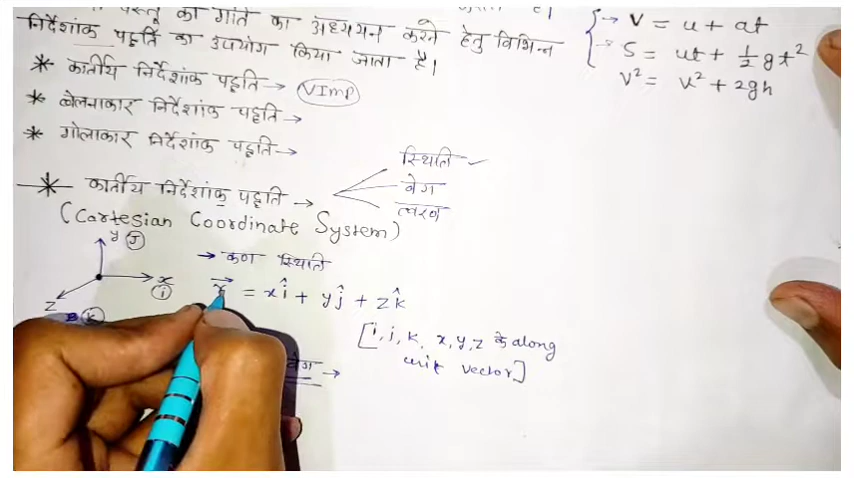 वस्तु की गति का अध्ययन करने हेतु विभिन्न
निर्देशांक पद्धति का उपयोग किया जाता है।
* कार्तीय निर्देशांक पद्धति → VImp
* बेलनाकार निर्देशांक पद्धति →
* गोलाकार निर्देशांक पद्धति →
→ V = u + at
→ S = ut + 1/2 gt²
V² = u² + 2gh
* कार्तीय निर्देशांक पद्धति →
स्थिति ✓
वेग
त्वरण
(Cartesian Coordinate System)
y j
x i
z k
→ कण स्थिति
= xî + yĵ + zk̂
[i, j, k, x, y, z के along
unit vector]
वेग →